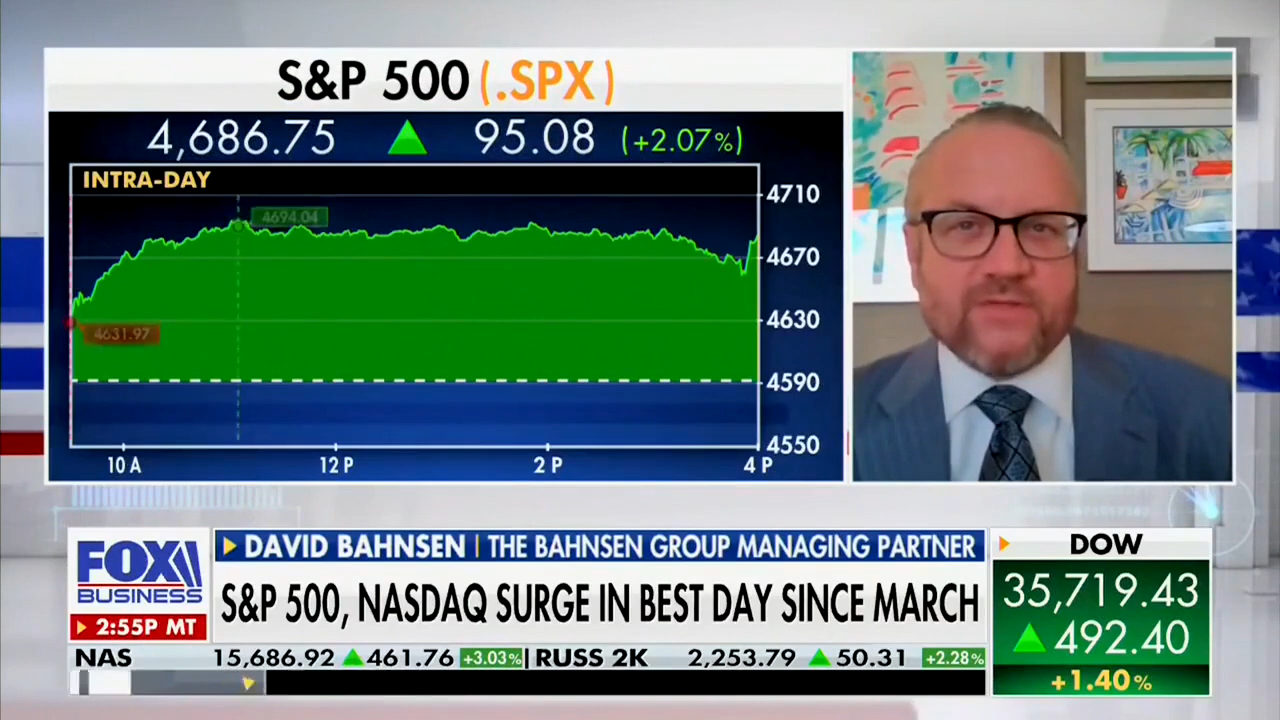 S&P 500 (.SPX)
4,686.75 ▲ 95.08 (+2.07%)
INTRA-DAY
4694.04
4631.97
4710
4670
4630
4590
4550
10 A 12 P 2 P 4 P
FOX BUSINESS
2:55P MT
DAVID BAHNSEN | THE BAHNSEN GROUP MANAGING PARTNER
S&P 500, NASDAQ SURGE IN BEST DAY SINCE MARCH
NAS 15,686.92 ▲ 461.76 +3.03% | RUSS 2K 2,253.79 ▲ 50.31 +2.28%
DOW
35,719.43
▲ 492.40
+1.40%